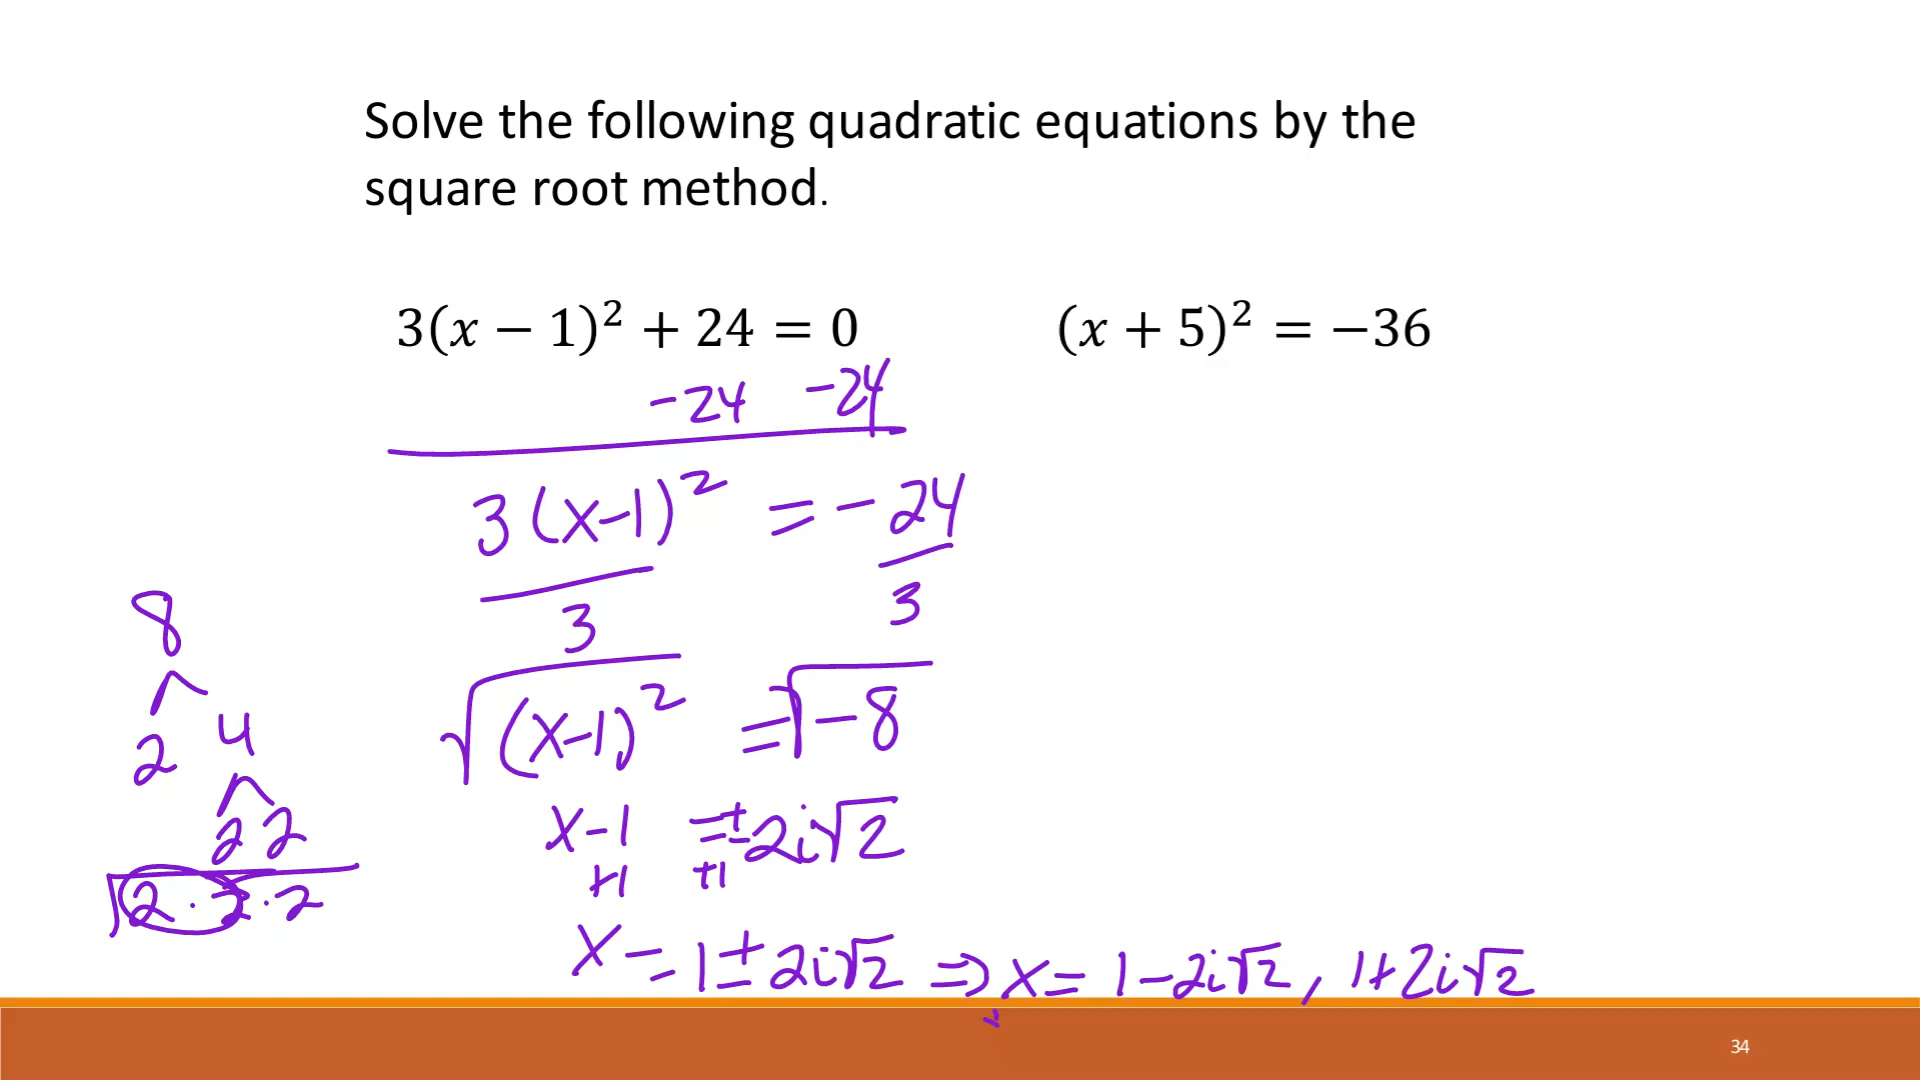 Solve the following quadratic equations by the
square root method.
3(x − 1)² + 24 = 0
(x + 5)² = −36
−24 −24
3(x−1)² = −24
3 3
√(x−1)² = √−8
x−1 = ±2i√2
+1 +1
x = 1 ± 2i√2 ⇒ x = 1−2i√2, 1+2i√2
8
2 4
2 2
√2·2·2
34